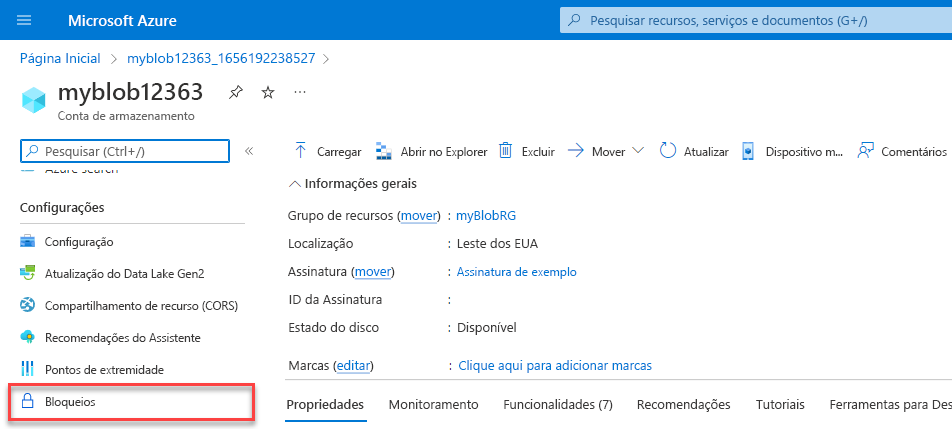 Microsoft Azure
Pesquisar recursos, serviços e documentos (G+/)
Página Inicial > myblob12363_1656192238527 >
myblob12363 ...
Conta de armazenamento
Pesquisar (Ctrl+/) «
Carregar Abrir no Explorer Excluir Mover Atualizar Dispositivo m... Comentários
Azure search
Configurações
Configuração
Atualização do Data Lake Gen2
Compartilhamento de recurso (CORS)
Recomendações do Assistente
Pontos de extremidade
Bloqueios
Informações gerais
Grupo de recursos (mover) : myBlobRG
Localização : Leste dos EUA
Assinatura (mover) : Assinatura de exemplo
ID da Assinatura :
Estado do disco : Disponível
Marcas (editar) : Clique aqui para adicionar marcas
Propriedades Monitoramento Funcionalidades (7) Recomendações Tutoriais Ferramentas para Des